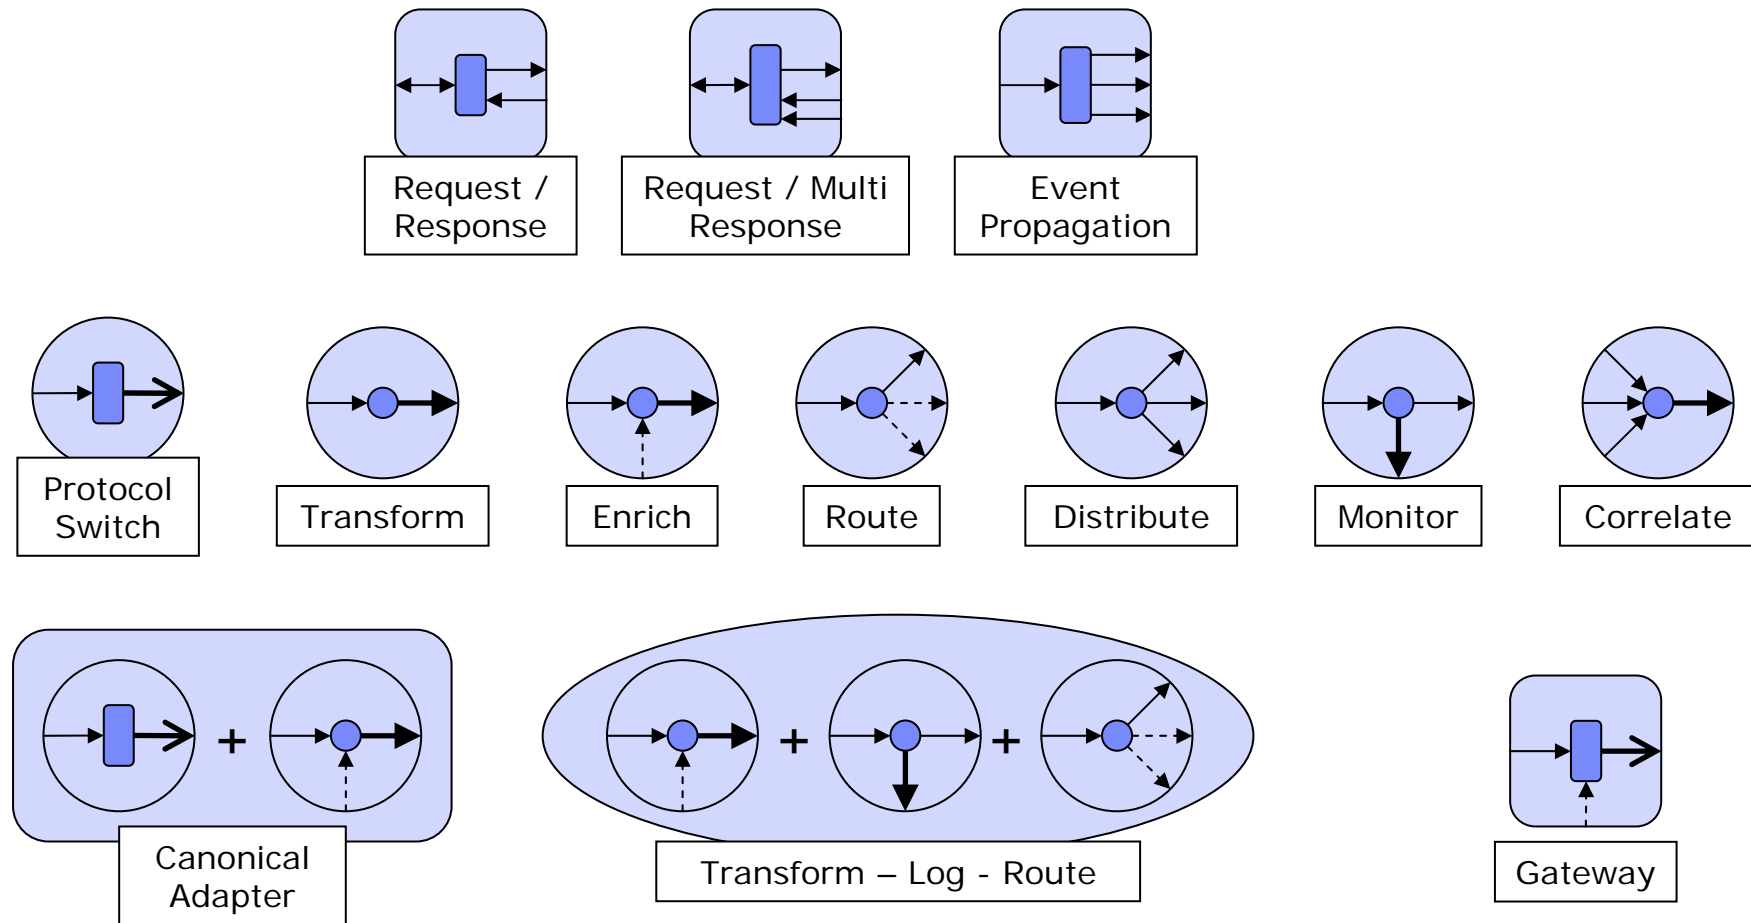 Request /
Response
Request / Multi
Response
Event
Propagation
Protocol
Switch
Transform
Enrich
Route
Distribute
Monitor
Correlate
+
+
+
Canonical
Adapter
Transform – Log - Route
Gateway